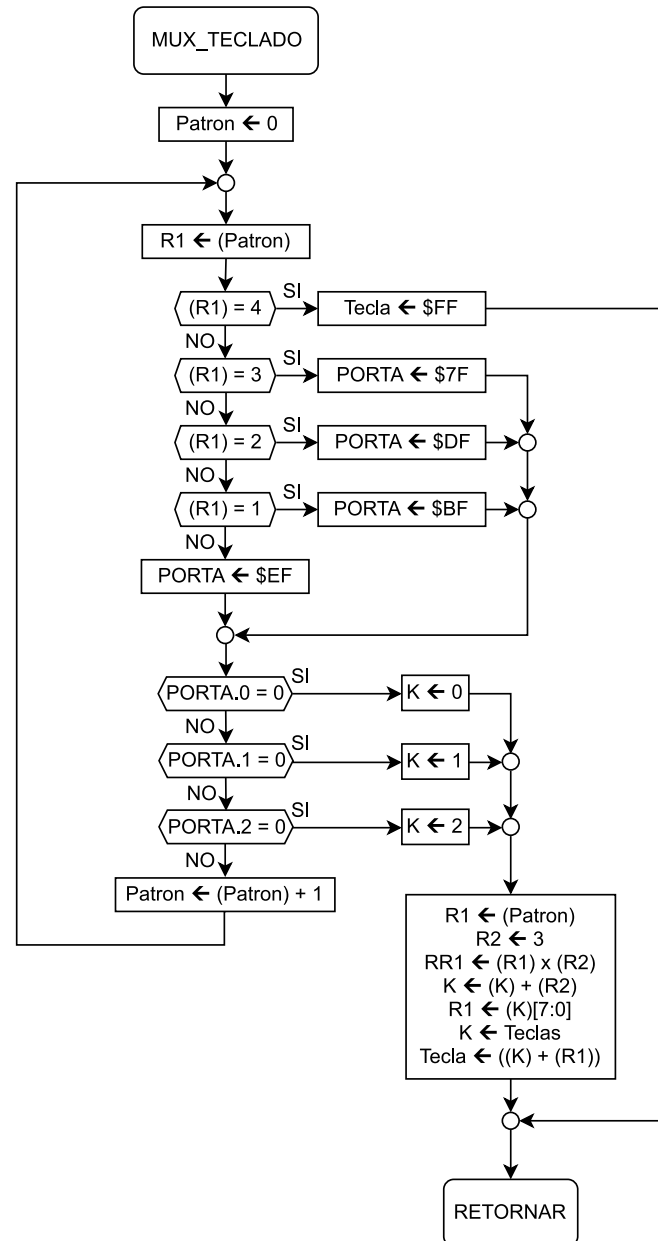 MUX_TECLADO
Patron ← 0
R1 ← (Patron)
(R1) = 4
SI
Tecla ← $FF
NO
(R1) = 3
SI
PORTA ← $7F
NO
(R1) = 2
SI
PORTA ← $DF
NO
(R1) = 1
SI
PORTA ← $BF
NO
PORTA ← $EF
PORTA.0 = 0
SI
K ← 0
NO
PORTA.1 = 0
SI
K ← 1
NO
PORTA.2 = 0
SI
K ← 2
NO
Patron ← (Patron) + 1
R1 ← (Patron)
R2 ← 3
RR1 ← (R1) x (R2)
K ← (K) + (R2)
R1 ← (K)[7:0]
K ← Teclas
Tecla ← ((K) + (R1))
RETORNAR